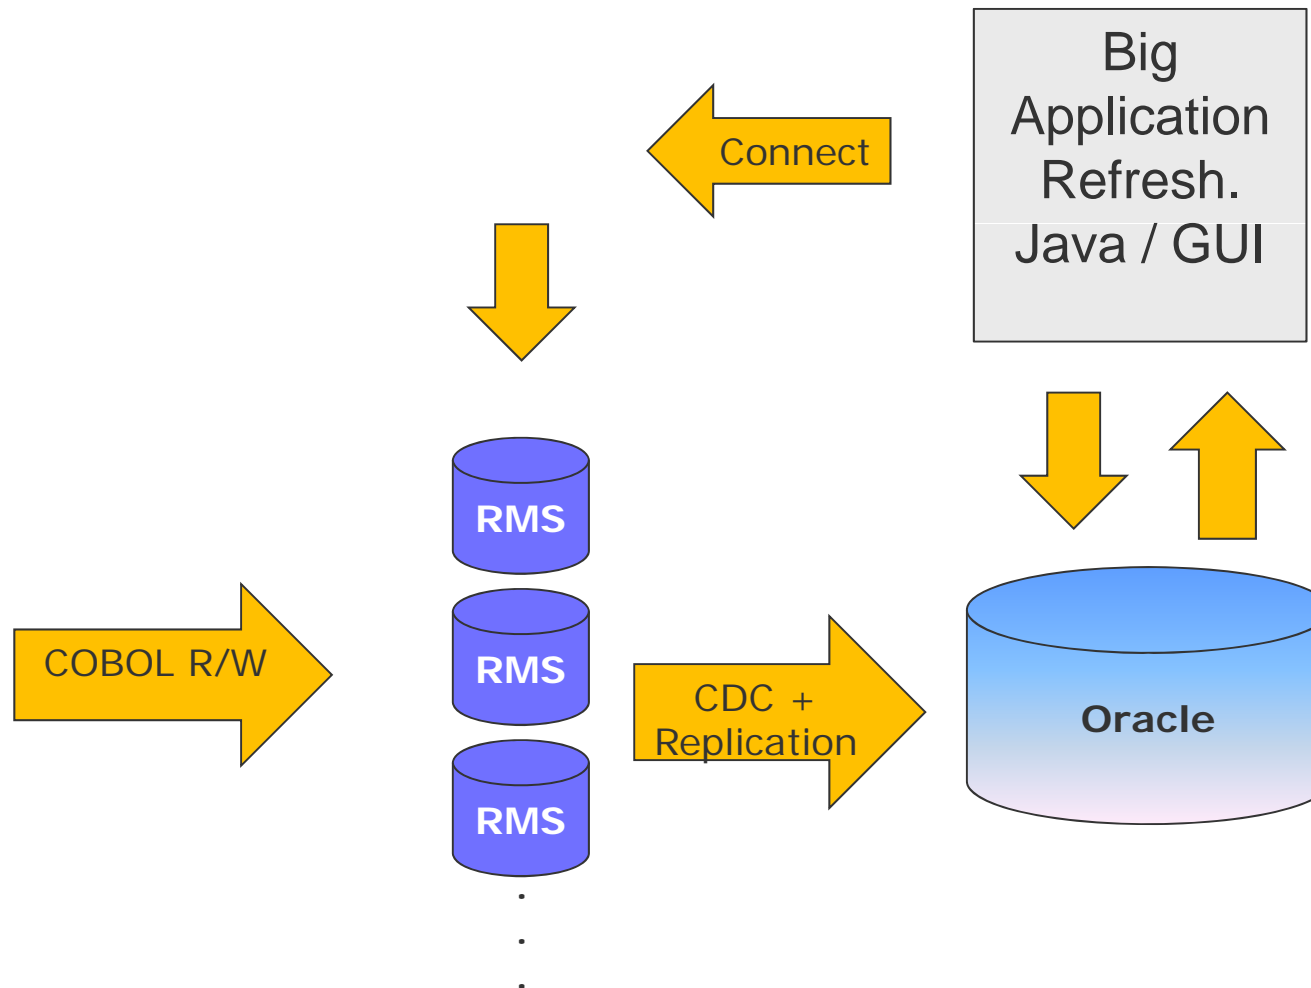 Big
Application
Refresh.
Java / GUI
Connect
RMS
COBOL R/W
RMS
CDC +
Replication
Oracle
RMS
.
.
.